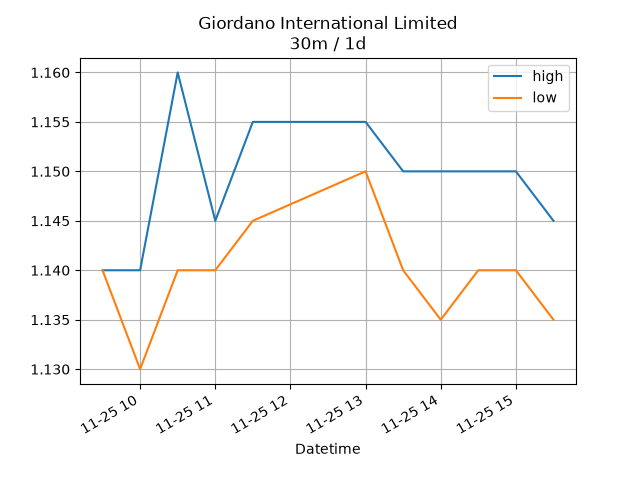 Giordano International Limited
30m / 1d
high
low
1.160
1.155
1.150
1.145
1.140
1.135
1.130
11-25 10
11-25 11
11-25 12
11-25 13
11-25 14
11-25 15
Datetime